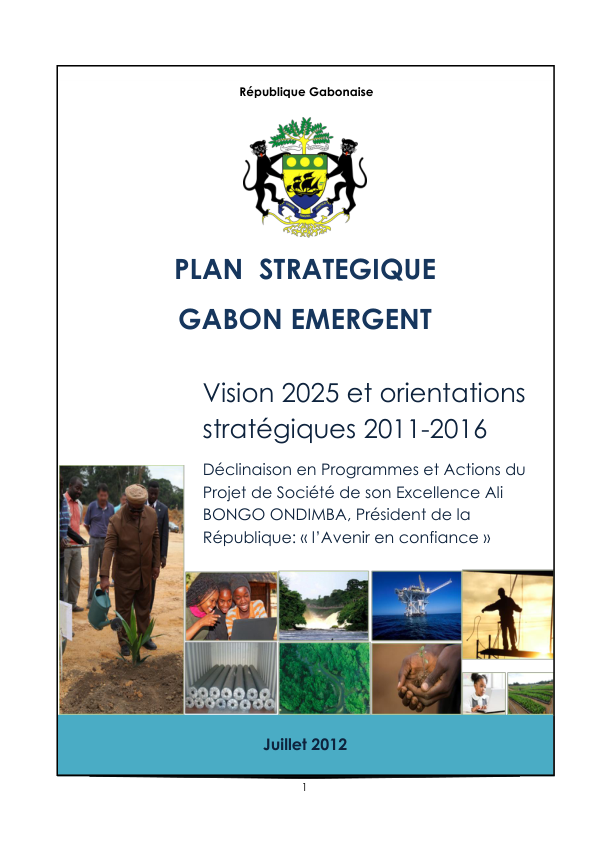 République Gabonaise
PLAN STRATEGIQUE
GABON EMERGENT
Vision 2025 et orientations
stratégiques 2011-2016
Déclinaison en Programmes et Actions du
Projet de Société de son Excellence Ali
BONGO ONDIMBA, Président de la
République: « l’Avenir en confiance »
Juillet 2012
1